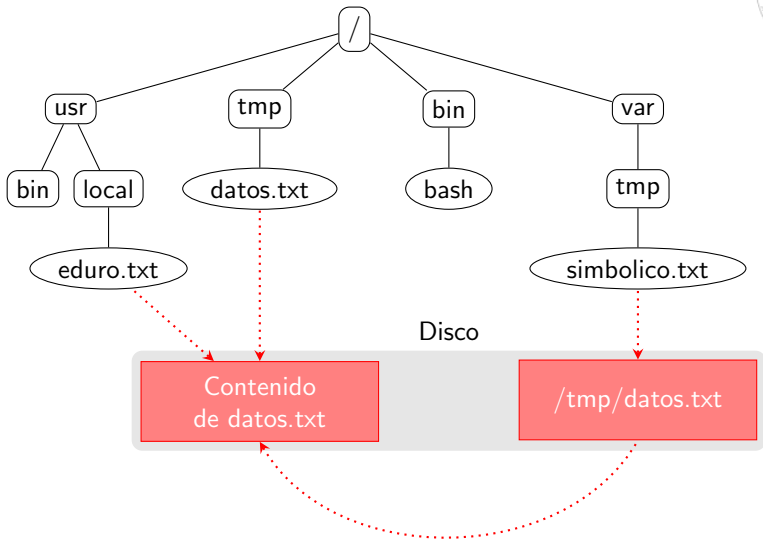 /
usr
tmp
bin
var
bin
local
datos.txt
bash
tmp
eduro.txt
simbolico.txt
Disco
Contenido
de datos.txt
/tmp/datos.txt